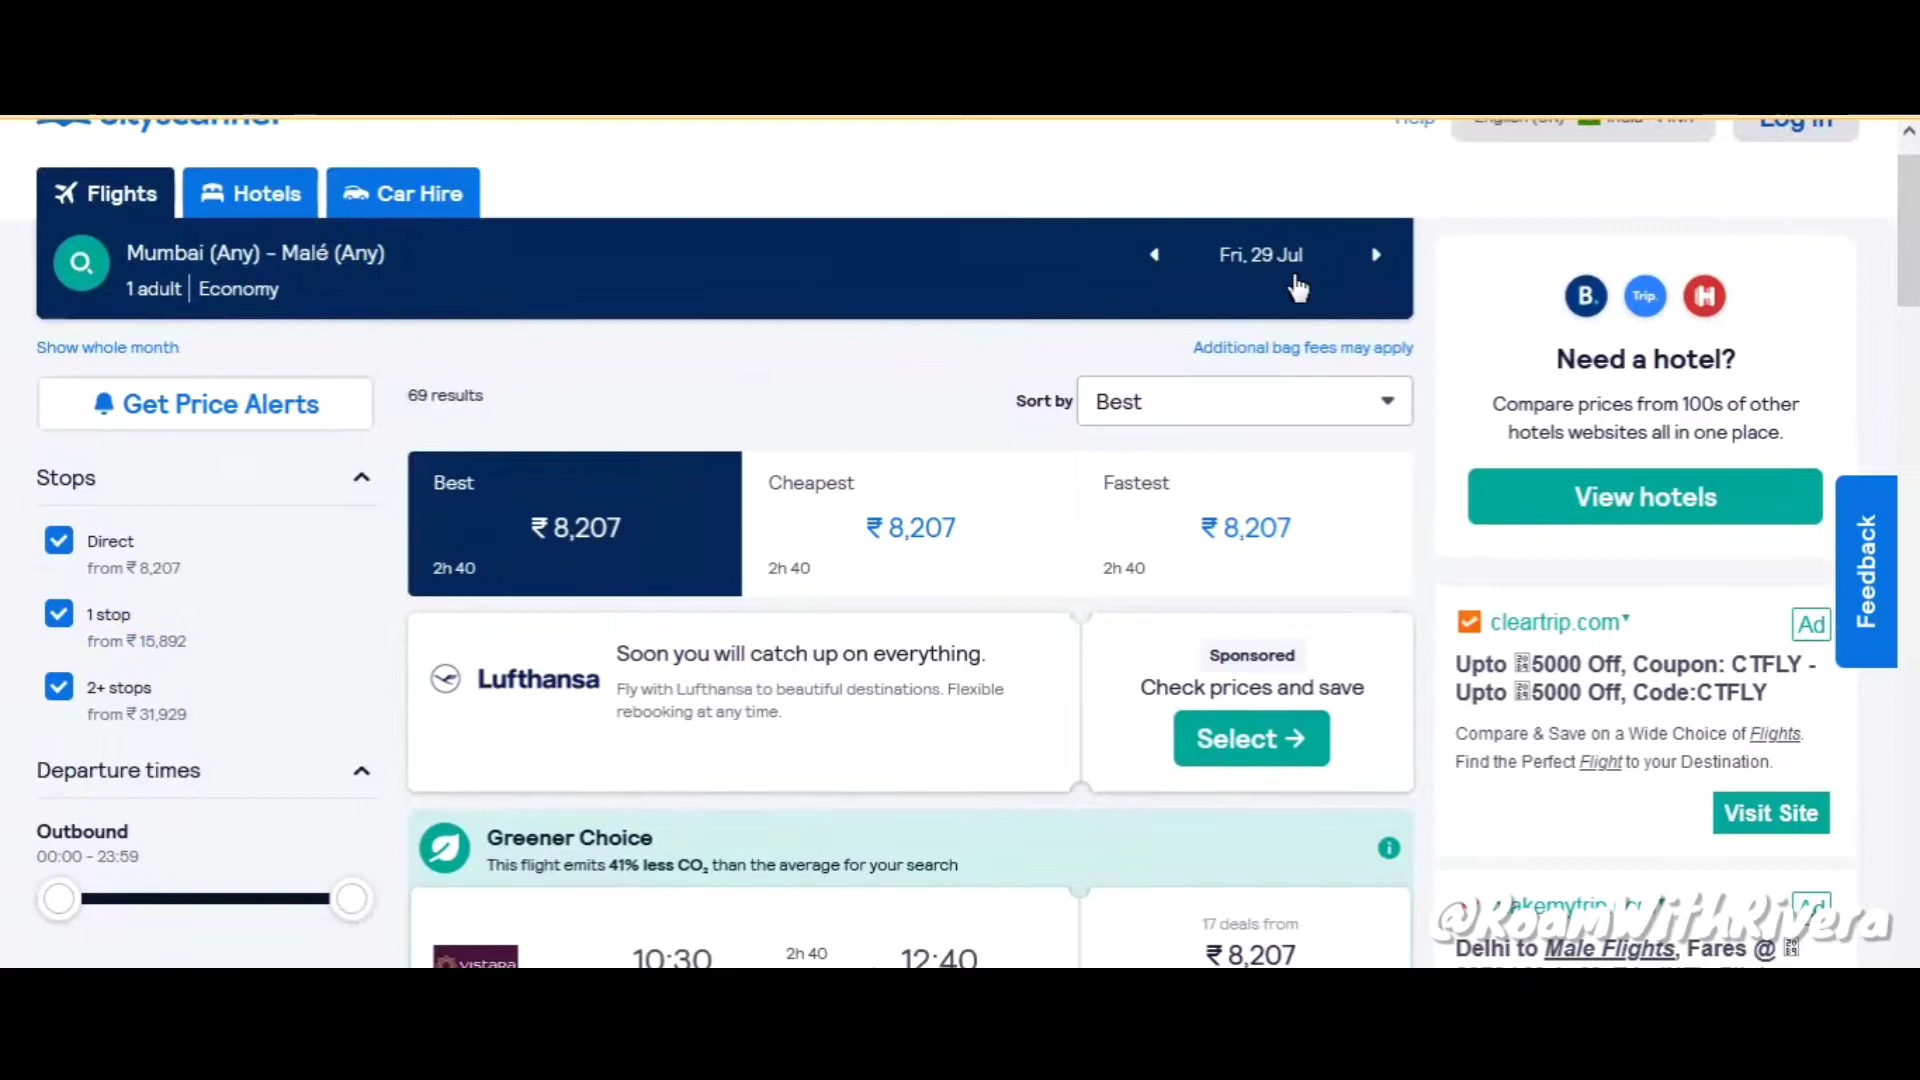 Flights
Hotels
Car Hire
Mumbai (Any) – Malé (Any)
1 adult | Economy
Fri, 29 Jul
Show whole month
Additional bag fees may apply
Get Price Alerts
69 results
Sort by
Best
Stops
Direct
from ₹ 8,207
1 stop
from ₹ 15,892
2+ stops
from ₹ 31,929
Departure times
Outbound
00:00 - 23:59
Best
₹ 8,207
2h 40
Cheapest
₹ 8,207
2h 40
Fastest
₹ 8,207
2h 40
Lufthansa
Soon you will catch up on everything.
Fly with Lufthansa to beautiful destinations. Flexible
rebooking at any time.
Sponsored
Check prices and save
Select →
Greener Choice
This flight emits 41% less CO₂ than the average for your search
VISTARA
10:30
2h 40
12:40
17 deals from
₹ 8,207
B.
Trip.
H
Need a hotel?
Compare prices from 100s of other
hotels websites all in one place.
View hotels
Feedback
cleartrip.com
Ad
Upto 5000 Off, Coupon: CTFLY -
Upto 5000 Off, Code:CTFLY
Compare & Save on a Wide Choice of Flights.
Find the Perfect Flight to your Destination.
Visit Site
Ad
@RoamWithRivera
Delhi to Male Flights, Fares @